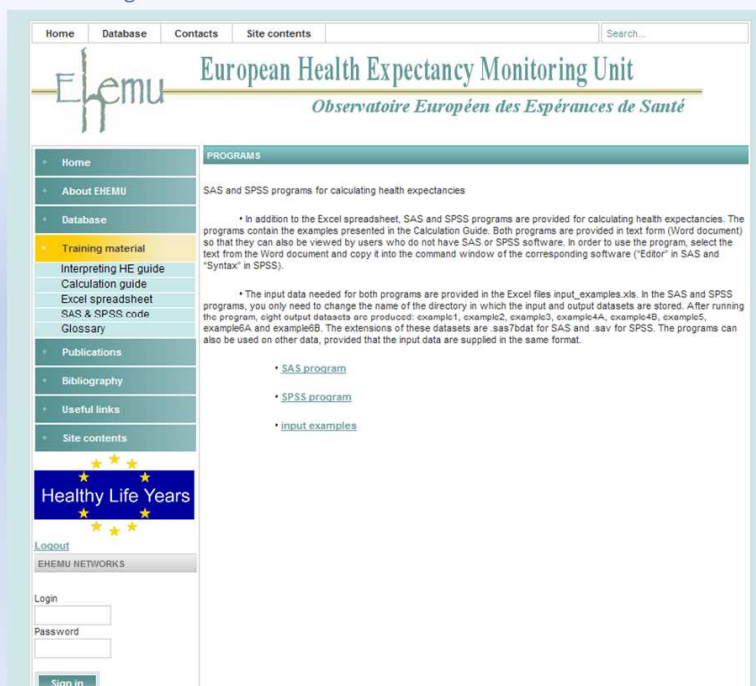 Home Database Contacts Site contents Search...
Ehemu
European Health Expectancy Monitoring Unit
Observatoire Européen des Espérances de Santé
Home
About EHEMU
Database
Training material
Interpreting HE guide
Calculation guide
Excel spreadsheet
SAS & SPSS code
Glossary
Publications
Bibliography
Useful links
Site contents
Healthy Life Years
Logout
EHEMU NETWORKS
Login
Password
Sign in
PROGRAMS
SAS and SPSS programs for calculating health expectancies
• In addition to the Excel spreadsheet, SAS and SPSS programs are provided for calculating health expectancies. The
programs contain the examples presented in the Calculation Guide. Both programs are provided in text form (Word document)
so that they can also be viewed by users who do not have SAS or SPSS software. In order to use the program, select the
text from the Word document and copy it into the command window of the corresponding software ("Editor" in SAS and
"Syntax" in SPSS).
• The input data needed for both programs are provided in the Excel files input_examples.xls. In the SAS and SPSS
programs, you only need to change the name of the directory in which the input and output datasets are stored. After running
the program, eight output datasets are produced: example1, example2, example3, example4A, example4B, example5,
example6A and example6B. The extensions of these datasets are .sas7bdat for SAS and .sav for SPSS. The programs can
also be used on other data, provided that the input data are supplied in the same format.
• SAS program
• SPSS program
• input examples